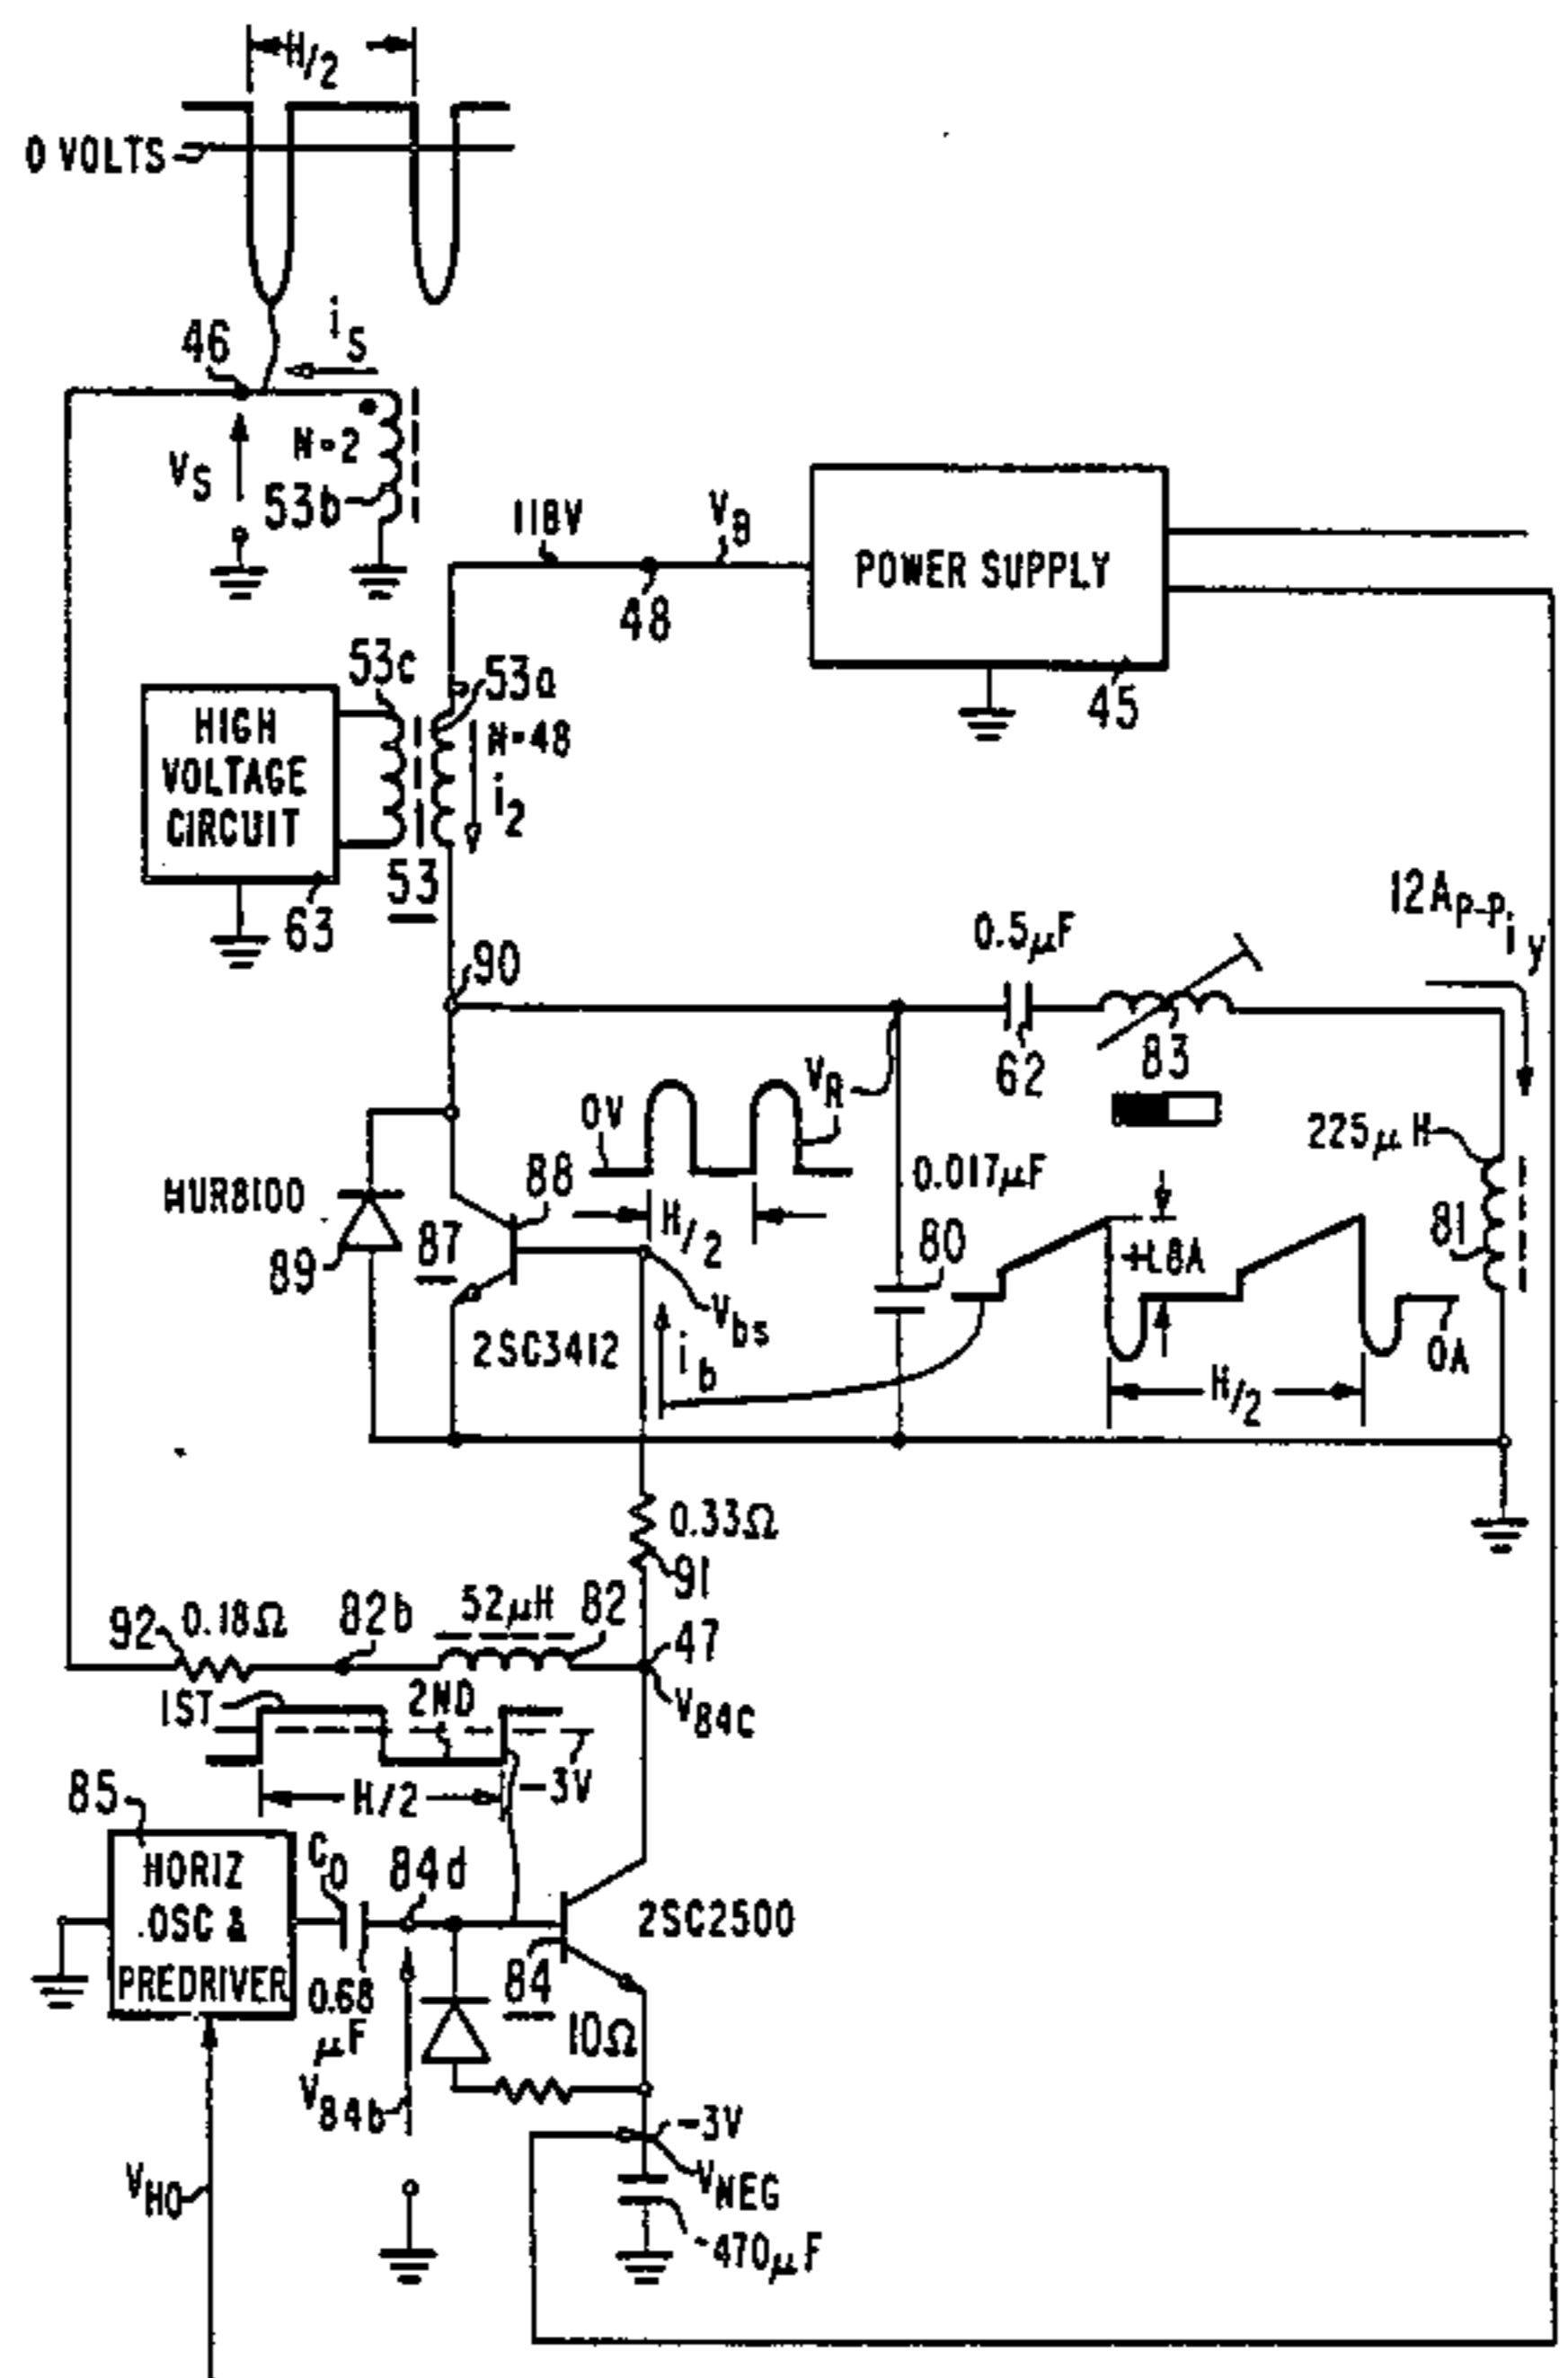 H/2
0 VOLTS
iS
46
N=2
VS
53b
118V
VB
48
POWER SUPPLY
45
53c
53a
N=48
i2
HIGH
VOLTAGE
CIRCUIT
53
63
90
0.5μF
12AP-P
iy
62
83
VR
0V
225μH
MUR8100
88
0.017μF
H/2
87
89
80
+1.8A
81
Vbs
2SC3412
ib
0A
H/2
0.33Ω
91
92
0.18Ω
82b
52μH
82
47
1ST
2ND
V84c
-3V
H/2
85
HORIZ
OSC &
PREDRIVER
C0
84d
2SC2500
84
0.68
μF
10Ω
V84b
-3V
VNEG
VHO
470μF